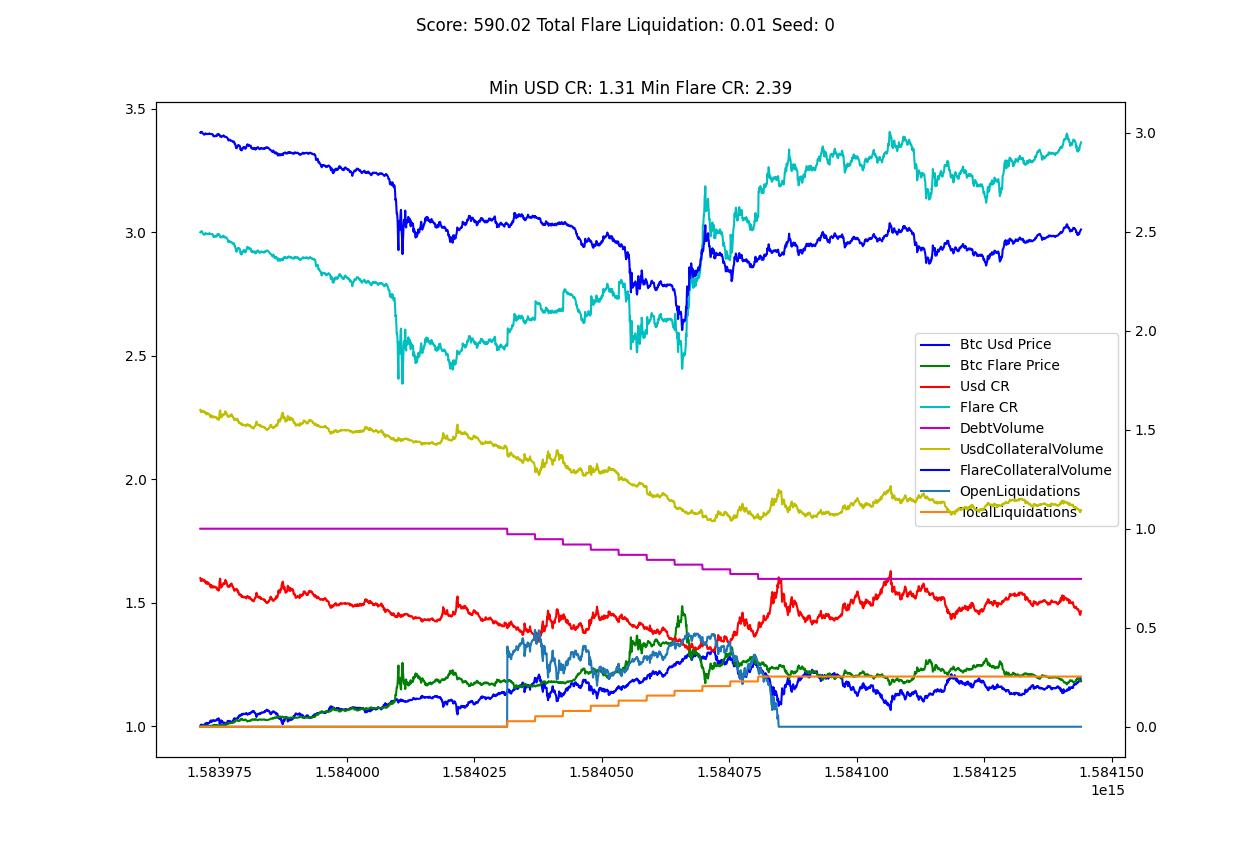 Score: 590.02 Total Flare Liquidation: 0.01 Seed: 0
Min USD CR: 1.31 Min Flare CR: 2.39
3.5
3.0
2.5
2.0
1.5
1.0
3.0
2.5
2.0
1.5
1.0
0.5
0.0
Btc Usd Price
Btc Flare Price
Usd CR
Flare CR
DebtVolume
UsdCollateralVolume
FlareCollateralVolume
OpenLiquidations
TotalLiquidations
1.583975 1.584000 1.584025 1.584050 1.584075 1.584100 1.584125 1.584150
1e15